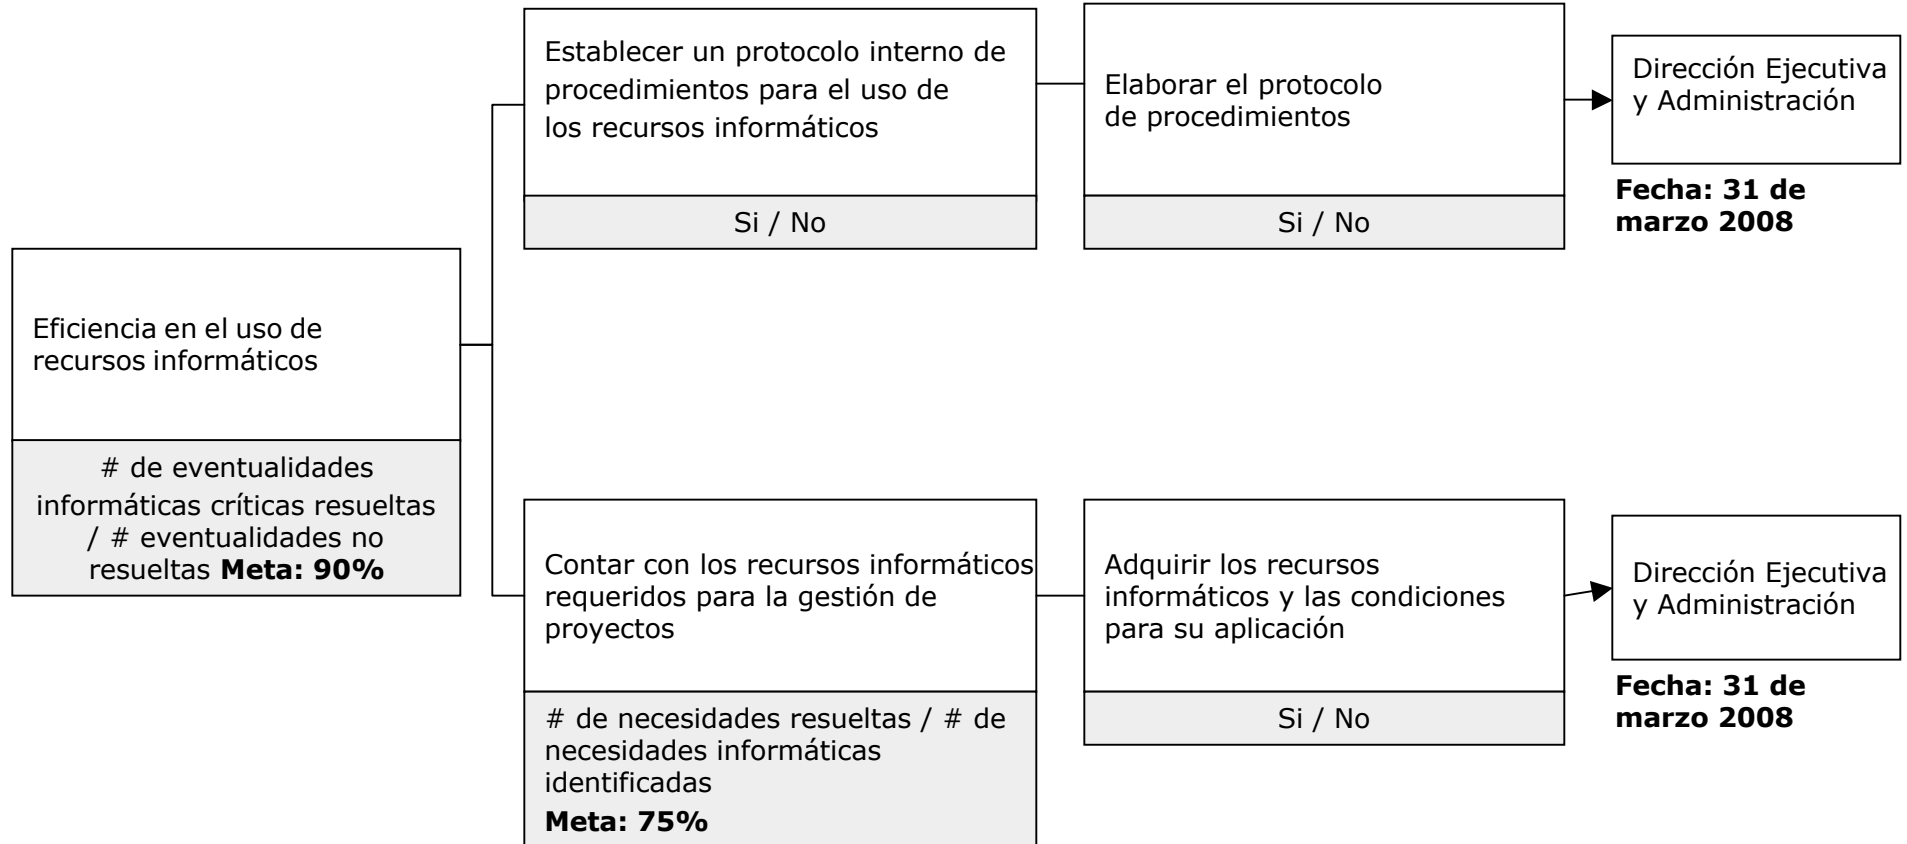 Establecer un protocolo interno de
procedimientos para el uso de
los recursos informáticos
Si / No
Elaborar el protocolo
de procedimientos
Si / No
Dirección Ejecutiva
y Administración
Fecha: 31 de
marzo 2008
Eficiencia en el uso de
recursos informáticos
# de eventualidades
informáticas críticas resueltas
/ # eventualidades no
resueltas Meta: 90%
Contar con los recursos informáticos
requeridos para la gestión de
proyectos
# de necesidades resueltas / # de
necesidades informáticas
identificadas
Meta: 75%
Adquirir los recursos
informáticos y las condiciones
para su aplicación
Si / No
Dirección Ejecutiva
y Administración
Fecha: 31 de
marzo 2008